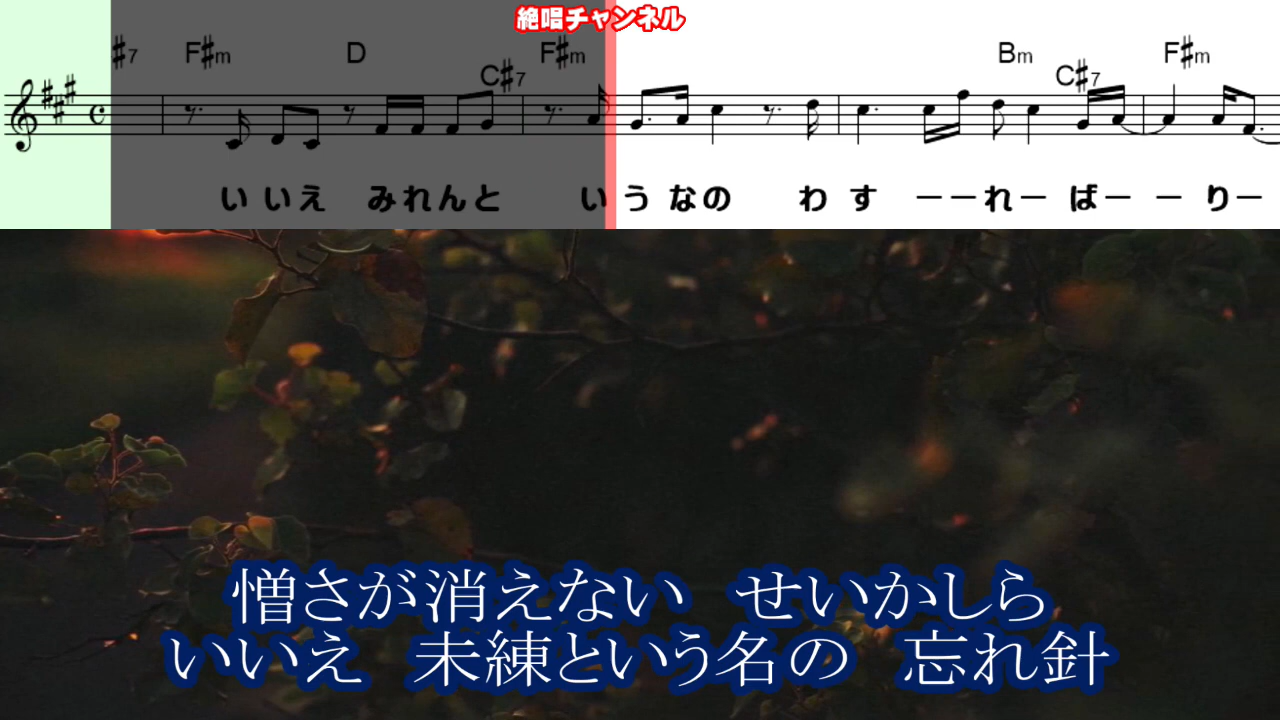 絶唱チャンネル
#7 F#m D C#7 F#m Bm C#7 F#m
いいえ みれんと いうなの わす ーーれー ばー ー りー
憎さが消えない せいかしら
いいえ 未練という名の 忘れ針